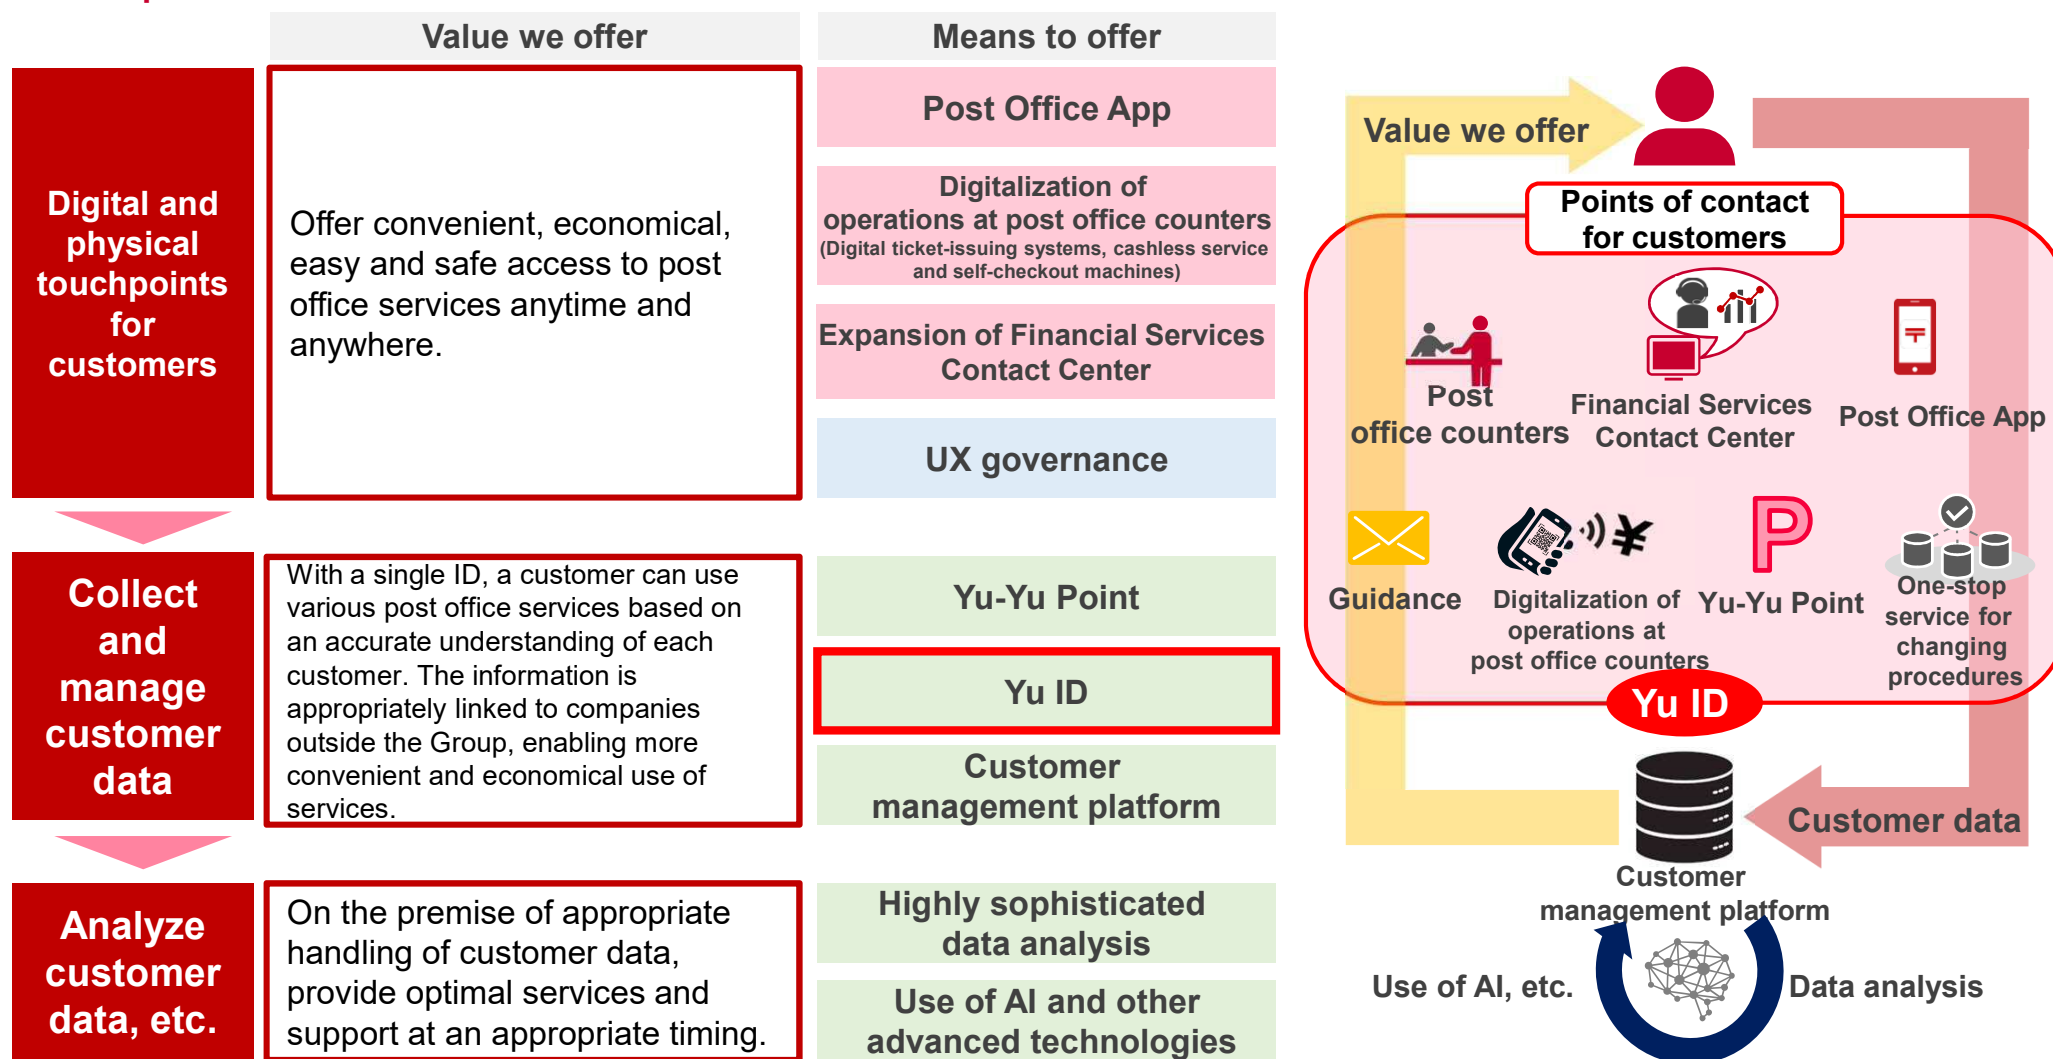 Value we offer
Means to offer
Digital and
physical
touchpoints
for
customers
Offer convenient, economical,
easy and safe access to post
office services anytime and
anywhere.
Post Office App
Digitalization of
operations at post office counters
(Digital ticket-issuing systems, cashless service
and self-checkout machines)
Expansion of Financial Services
Contact Center
UX governance
Collect
and
manage
customer
data
With a single ID, a customer can use
various post office services based on
an accurate understanding of each
customer. The information is
appropriately linked to companies
outside the Group, enabling more
convenient and economical use of
services.
Yu-Yu Point
Yu ID
Customer
management platform
Analyze
customer
data, etc.
On the premise of appropriate
handling of customer data,
provide optimal services and
support at an appropriate timing.
Highly sophisticated
data analysis
Use of AI and other
advanced technologies
Value we offer
Points of contact
for customers
Post
office counters
Financial Services
Contact Center
〒
Post Office App
Guidance
¥
Digitalization of
operations at
post office counters
P
Yu-Yu Point
One-stop
service for
changing
procedures
Yu ID
Customer data
Customer
management platform
Use of AI, etc.
Data analysis